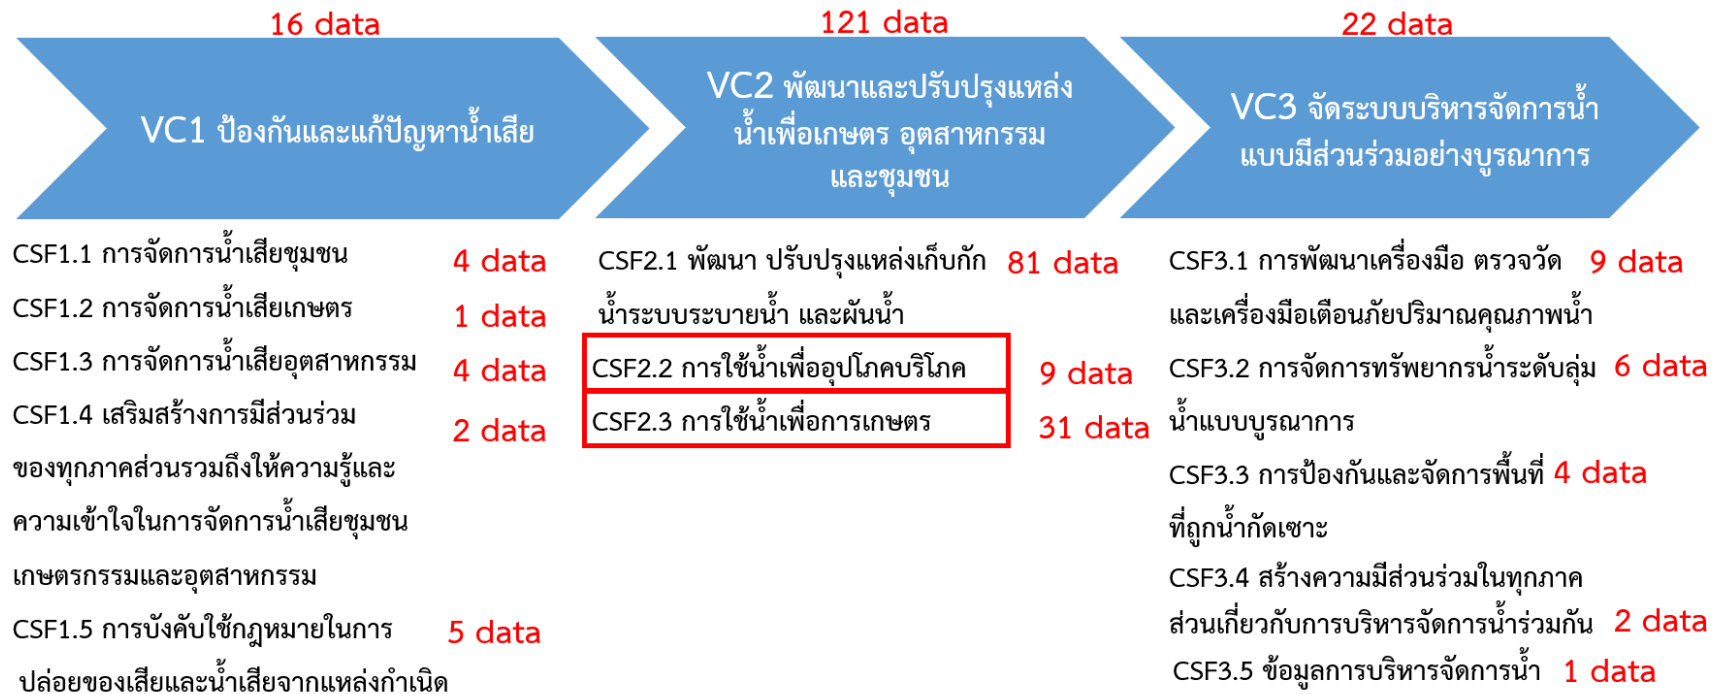 16 data
VC1 ป้องกันและแก้ปัญหาน้ำเสีย
CSF1.1 การจัดการน้ำเสียชุมชน 4 data
CSF1.2 การจัดการน้ำเสียเกษตร 1 data
CSF1.3 การจัดการน้ำเสียอุตสาหกรรม 4 data
CSF1.4 เสริมสร้างการมีส่วนร่วม 2 data
ของทุกภาคส่วนรวมถึงให้ความรู้และ
ความเข้าใจในการจัดการน้ำเสียชุมชน
เกษตรกรรมและอุตสาหกรรม
CSF1.5 การบังคับใช้กฎหมายในการ 5 data
ปล่อยของเสียและน้ำเสียจากแหล่งกำเนิด
121 data
VC2 พัฒนาและปรับปรุงแหล่ง
น้ำเพื่อเกษตร อุตสาหกรรม
และชุมชน
CSF2.1 พัฒนา ปรับปรุงแหล่งเก็บกัก 81 data
น้ำระบบระบายน้ำ และผันน้ำ
CSF2.2 การใช้น้ำเพื่ออุปโภคบริโภค 9 data
CSF2.3 การใช้น้ำเพื่อการเกษตร 31 data
22 data
VC3 จัดระบบบริหารจัดการน้ำ
แบบมีส่วนร่วมอย่างบูรณาการ
CSF3.1 การพัฒนาเครื่องมือ ตรวจวัด 9 data
และเครื่องมือเตือนภัยปริมาณคุณภาพน้ำ
CSF3.2 การจัดการทรัพยากรน้ำระดับลุ่ม 6 data
น้ำแบบบูรณาการ
CSF3.3 การป้องกันและจัดการพื้นที่ 4 data
ที่ถูกน้ำกัดเซาะ
CSF3.4 สร้างความมีส่วนร่วมในทุกภาค
ส่วนเกี่ยวกับการบริหารจัดการน้ำร่วมกัน 2 data
CSF3.5 ข้อมูลการบริหารจัดการน้ำ 1 data